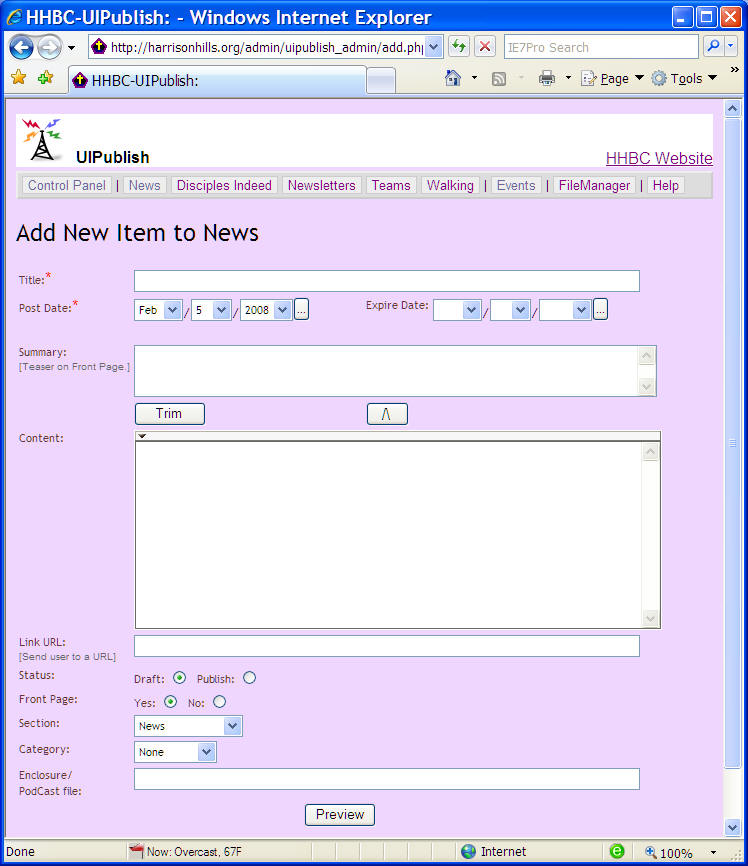 HHBC-UIPublish: - Windows Internet Explorer
http://harrisonhills.org/admin/uipublish_admin/add.php
IE7Pro Search
HHBC-UIPublish:
Page
Tools
»
UIPublish
HHBC Website
Control Panel | News Disciples Indeed Newsletters Teams Walking | Events | FileManager | Help
Add New Item to News
Title:*
Post Date:* Feb / 5 / 2008 ... Expire Date: / / ...
Summary:
[Teaser on Front Page.]
Trim /\
Content:
Link URL:
[Send user to a URL]
Status: Draft: Publish:
Front Page: Yes: No:
Section: News
Category: None
Enclosure/
PodCast file:
Preview
Done Now: Overcast, 67F Internet e 100%